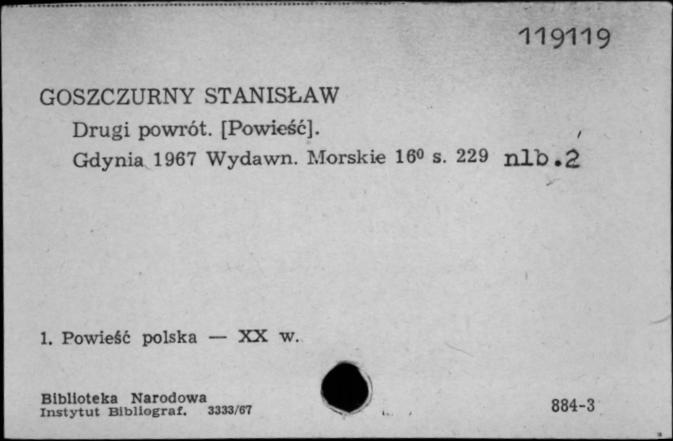 119119
GOSZCZURNY STANISŁAW
Drugi powrót. [Powieść].
Gdynia 1967 Wydawn. Morskie 16⁰ s. 229 nlb.2
1. Powieść polska — XX w.
Biblioteka Narodowa
Instytut Bibliograf. 3333/67
884-3